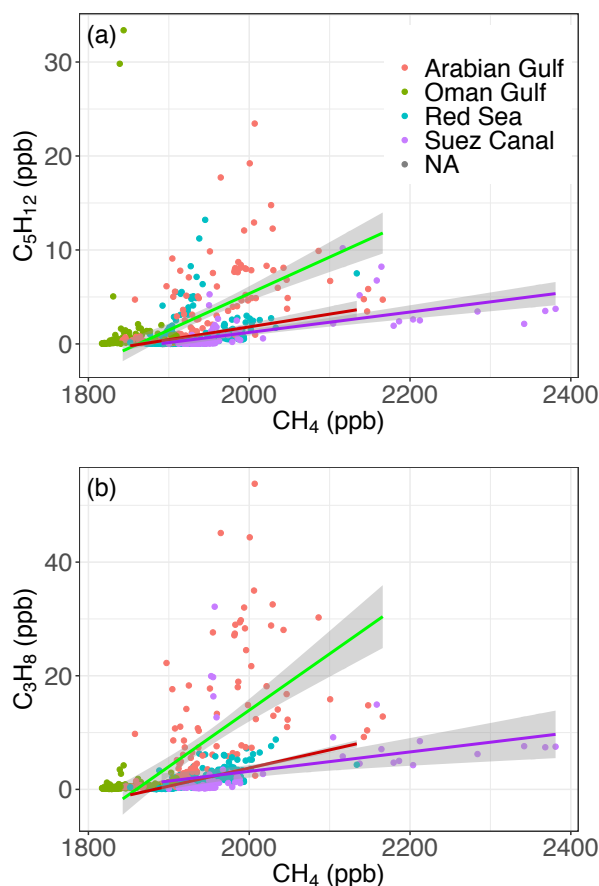 (a)
Arabian Gulf
Oman Gulf
Red Sea
Suez Canal
NA
C₅H₁₂ (ppb)
30
20
10
0
1800 2000 2200 2400
CH₄ (ppb)
(b)
C₃H₈ (ppb)
40
20
0
1800 2000 2200 2400
CH₄ (ppb)